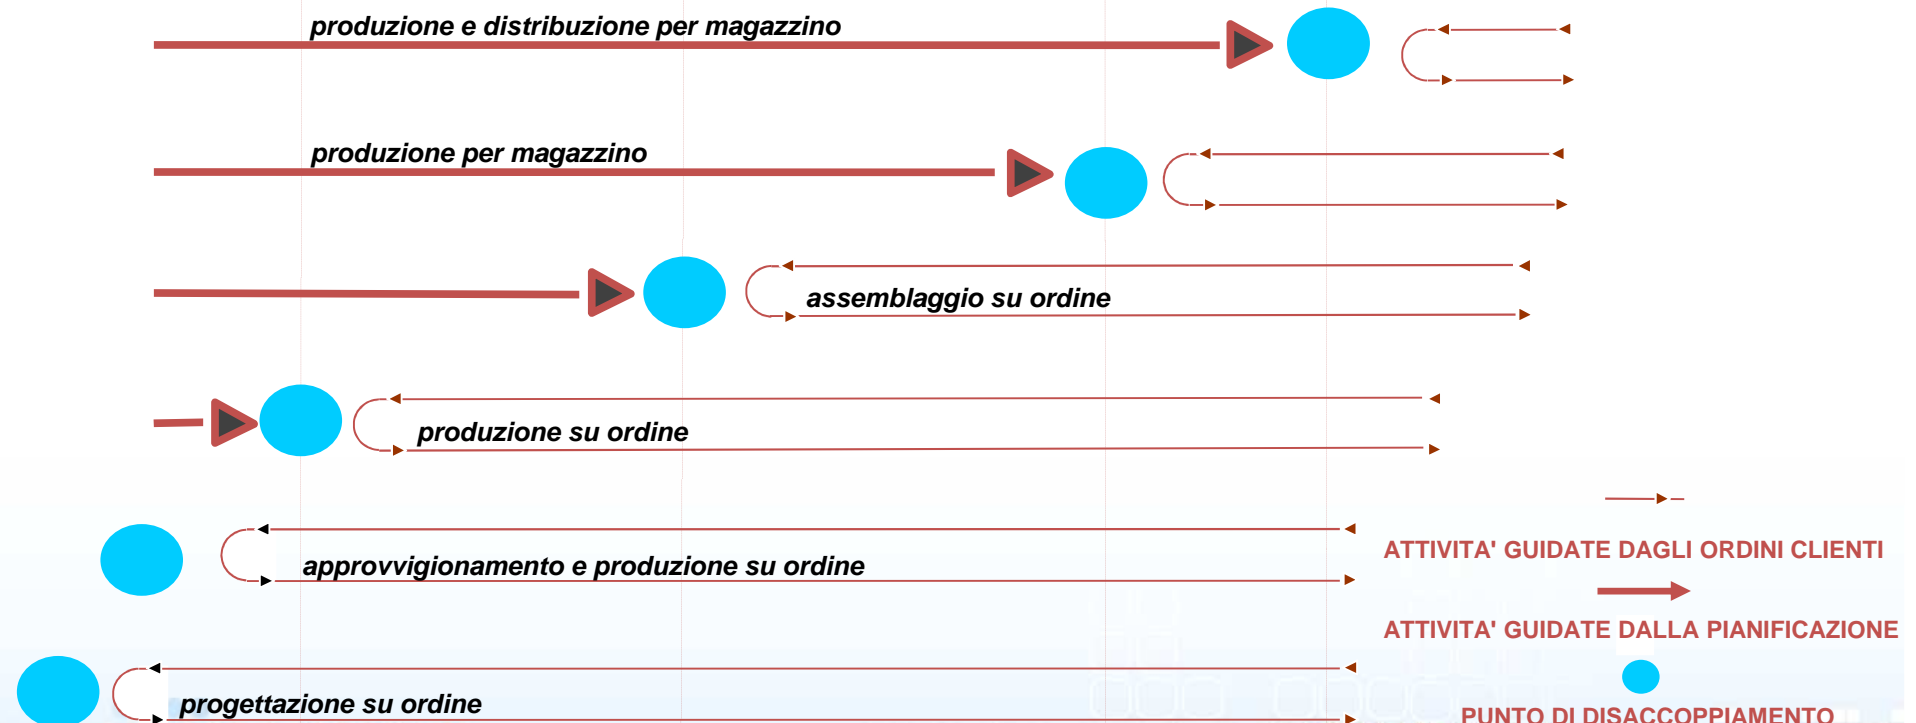 produzione e distribuzione per magazzino
produzione per magazzino
assemblaggio su ordine
produzione su ordine
approvvigionamento e produzione su ordine
progettazione su ordine
ATTIVITA' GUIDATE DAGLI ORDINI CLIENTI
ATTIVITA' GUIDATE DALLA PIANIFICAZIONE
PUNTO DI DISACCOPPIAMENTO